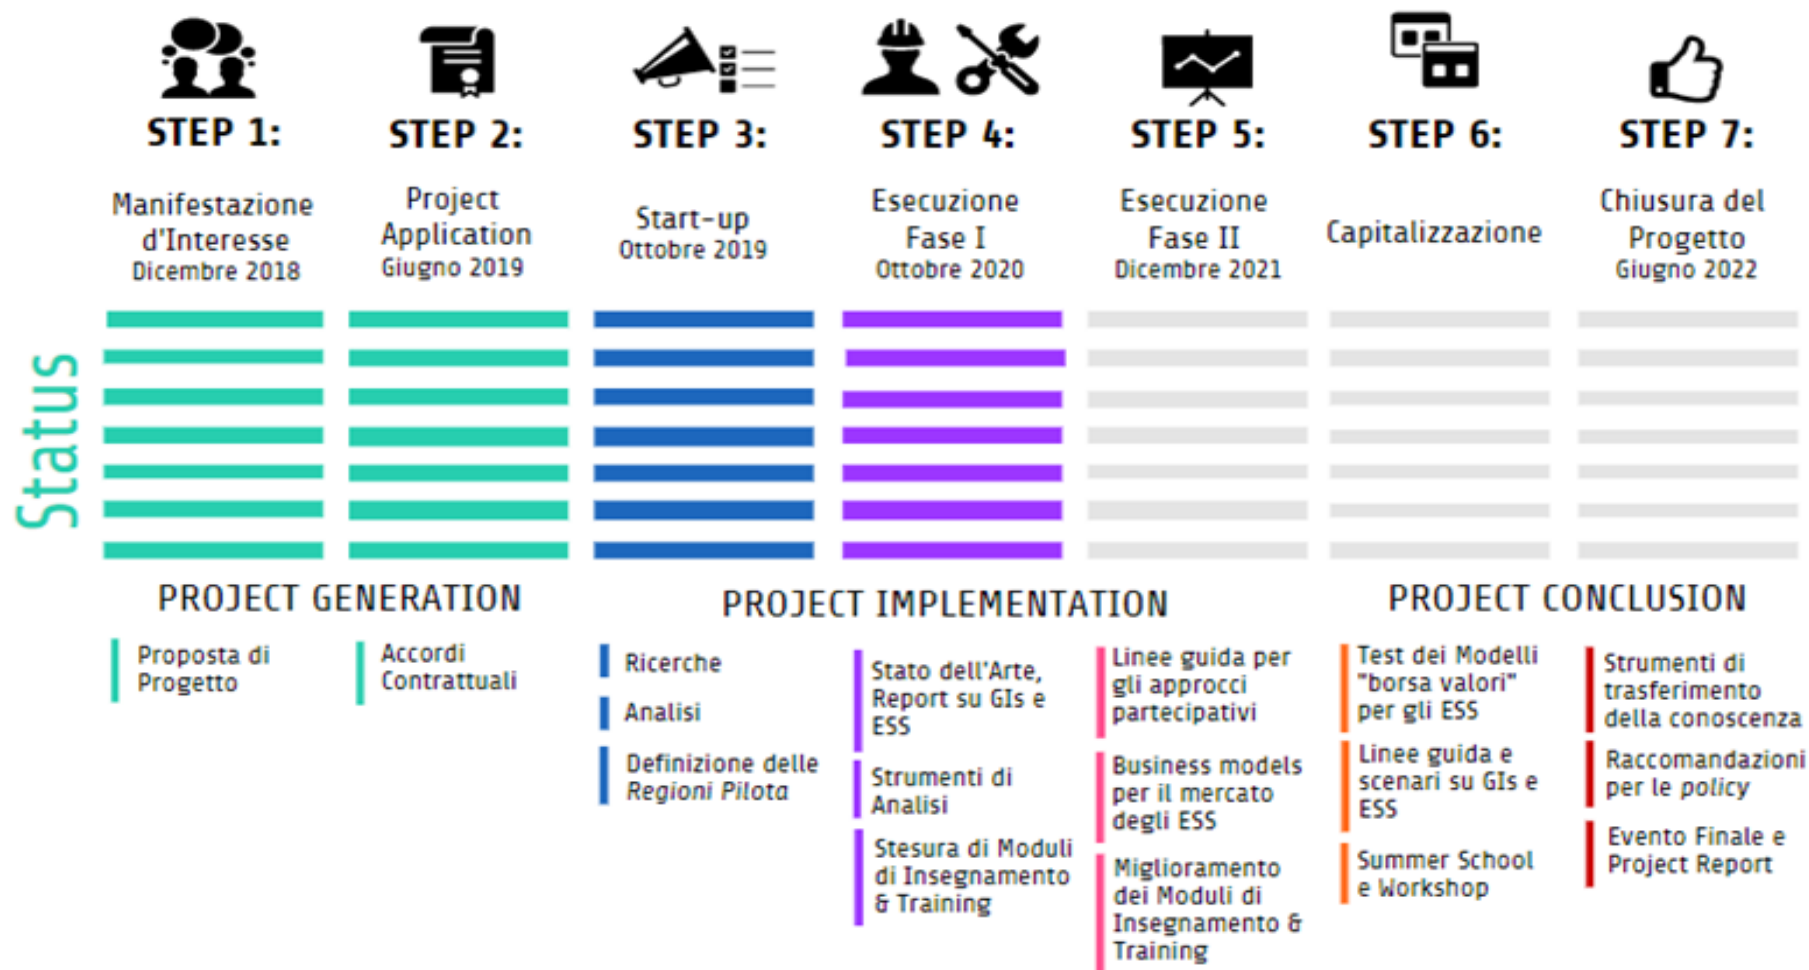 STEP 1:
STEP 2:
STEP 3:
STEP 4:
STEP 5:
STEP 6:
STEP 7:
Manifestazione
d'Interesse
Dicembre 2018
Project
Application
Giugno 2019
Start-up
Ottobre 2019
Esecuzione
Fase I
Ottobre 2020
Esecuzione
Fase II
Dicembre 2021
Capitalizzazione
Chiusura del
Progetto
Giugno 2022
Status
PROJECT GENERATION
PROJECT IMPLEMENTATION
PROJECT CONCLUSION
Proposta di
Progetto
Accordi
Contrattuali
Ricerche
Analisi
Definizione delle
Regioni Pilota
Stato dell'Arte,
Report su GIs e
ESS
Strumenti di
Analisi
Stesura di Moduli
di Insegnamento
& Training
Linee guida per
gli approcci
partecipativi
Business models
per il mercato
degli ESS
Miglioramento
dei Moduli di
Insegnamento &
Training
Test dei Modelli
"borsa valori"
per gli ESS
Linee guida e
scenari su GIs e
ESS
Summer School
e Workshop
Strumenti di
trasferimento
della conoscenza
Raccomandazioni
per le policy
Evento Finale e
Project Report